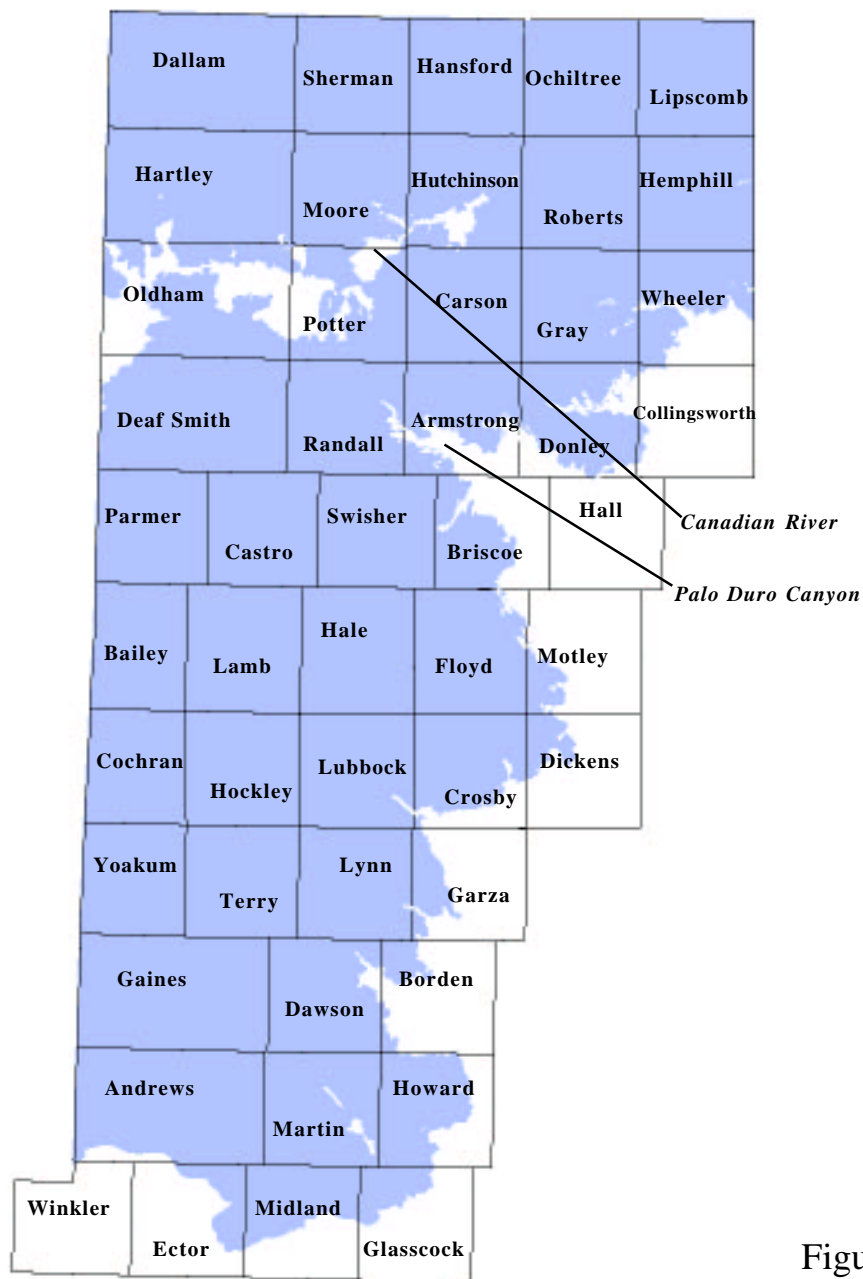 Dallam
Sherman
Hansford
Ochiltree
Lipscomb
Hartley
Moore
Hutchinson
Roberts
Hemphill
Oldham
Potter
Carson
Gray
Wheeler
Deaf Smith
Randall
Armstrong
Donley
Collingsworth
Parmer
Castro
Swisher
Briscoe
Hall
Canadian River
Palo Duro Canyon
Bailey
Lamb
Hale
Floyd
Motley
Cochran
Hockley
Lubbock
Crosby
Dickens
Yoakum
Terry
Lynn
Garza
Gaines
Dawson
Borden
Andrews
Martin
Howard
Winkler
Ector
Midland
Glasscock
Figu